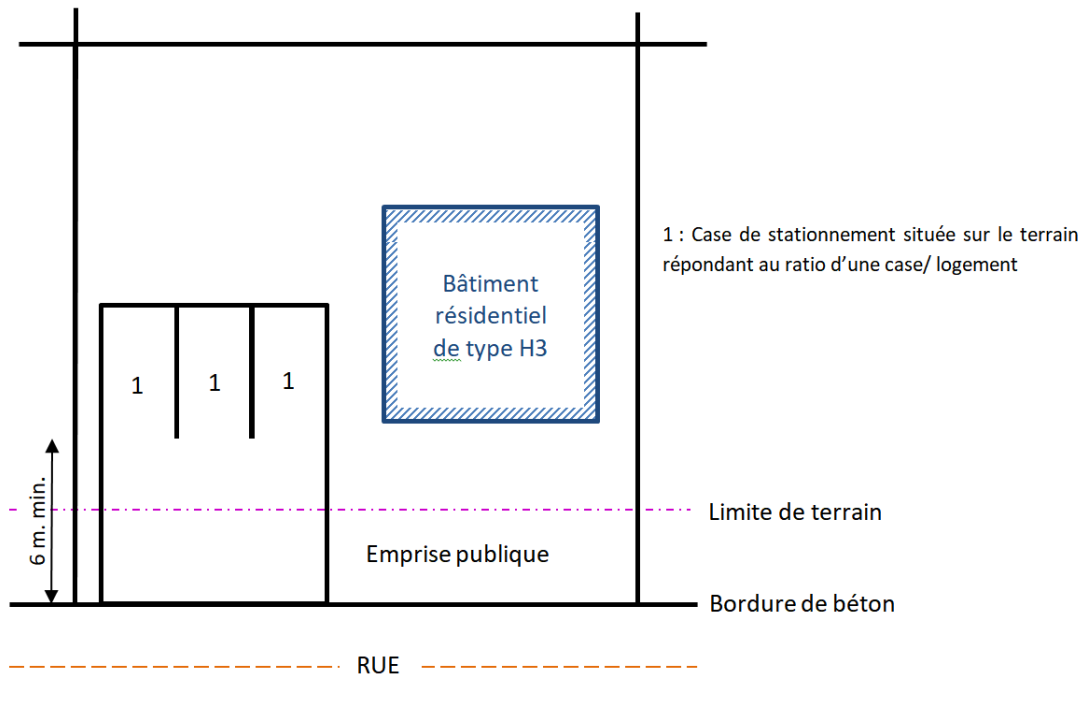 1 : Case de stationnement située sur le terrain
répondant au ratio d’une case/ logement
Bâtiment
résidentiel
de type H3
1
1
1
6 m. min.
Limite de terrain
Emprise publique
Bordure de béton
RUE